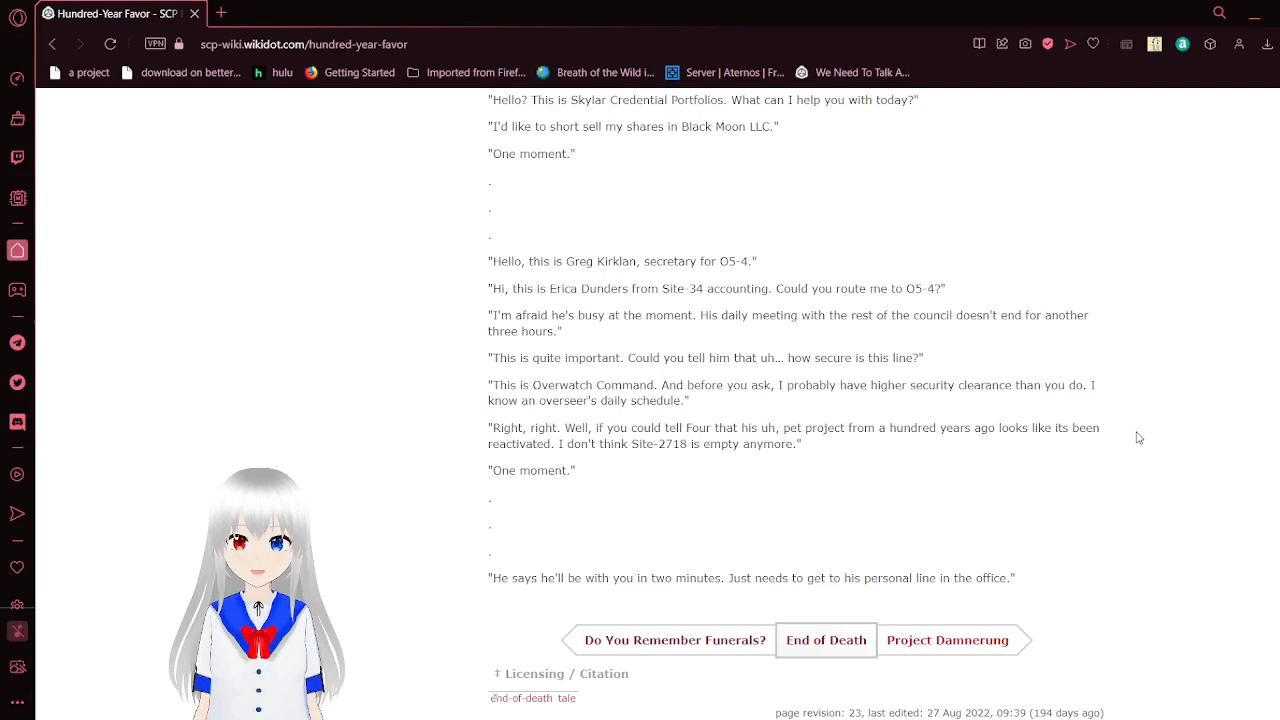 Hundred-Year Favor - SCP
scp-wiki.wikidot.com/hundred-year-favor
VPN
a project
download on better...
hulu
Getting Started
Imported from Firef...
Breath of the Wild i...
Server | Aternos | Fr...
We Need To Talk A...
"Hello? This is Skylar Credential Portfolios. What can I help you with today?"
"I'd like to short sell my shares in Black Moon LLC."
"One moment."
.
.
.
"Hello, this is Greg Kirklan, secretary for O5-4."
"Hi, this is Erica Dunders from Site-34 accounting. Could you route me to O5-4?"
"I'm afraid he's busy at the moment. His daily meeting with the rest of the council doesn't end for another
three hours."
"This is quite important. Could you tell him that uh... how secure is this line?"
"This is Overwatch Command. And before you ask, I probably have higher security clearance than you do. I
know an overseer's daily schedule."
"Right, right. Well, if you could tell Four that his uh, pet project from a hundred years ago looks like its been
reactivated. I don't think Site-2718 is empty anymore."
"One moment."
.
.
.
"He says he'll be with you in two minutes. Just needs to get to his personal line in the office."
Do You Remember Funerals?
End of Death
Project Damnerung
‡ Licensing / Citation
end-of-death tale
page revision: 23, last edited: 27 Aug 2022, 09:39 (194 days ago)